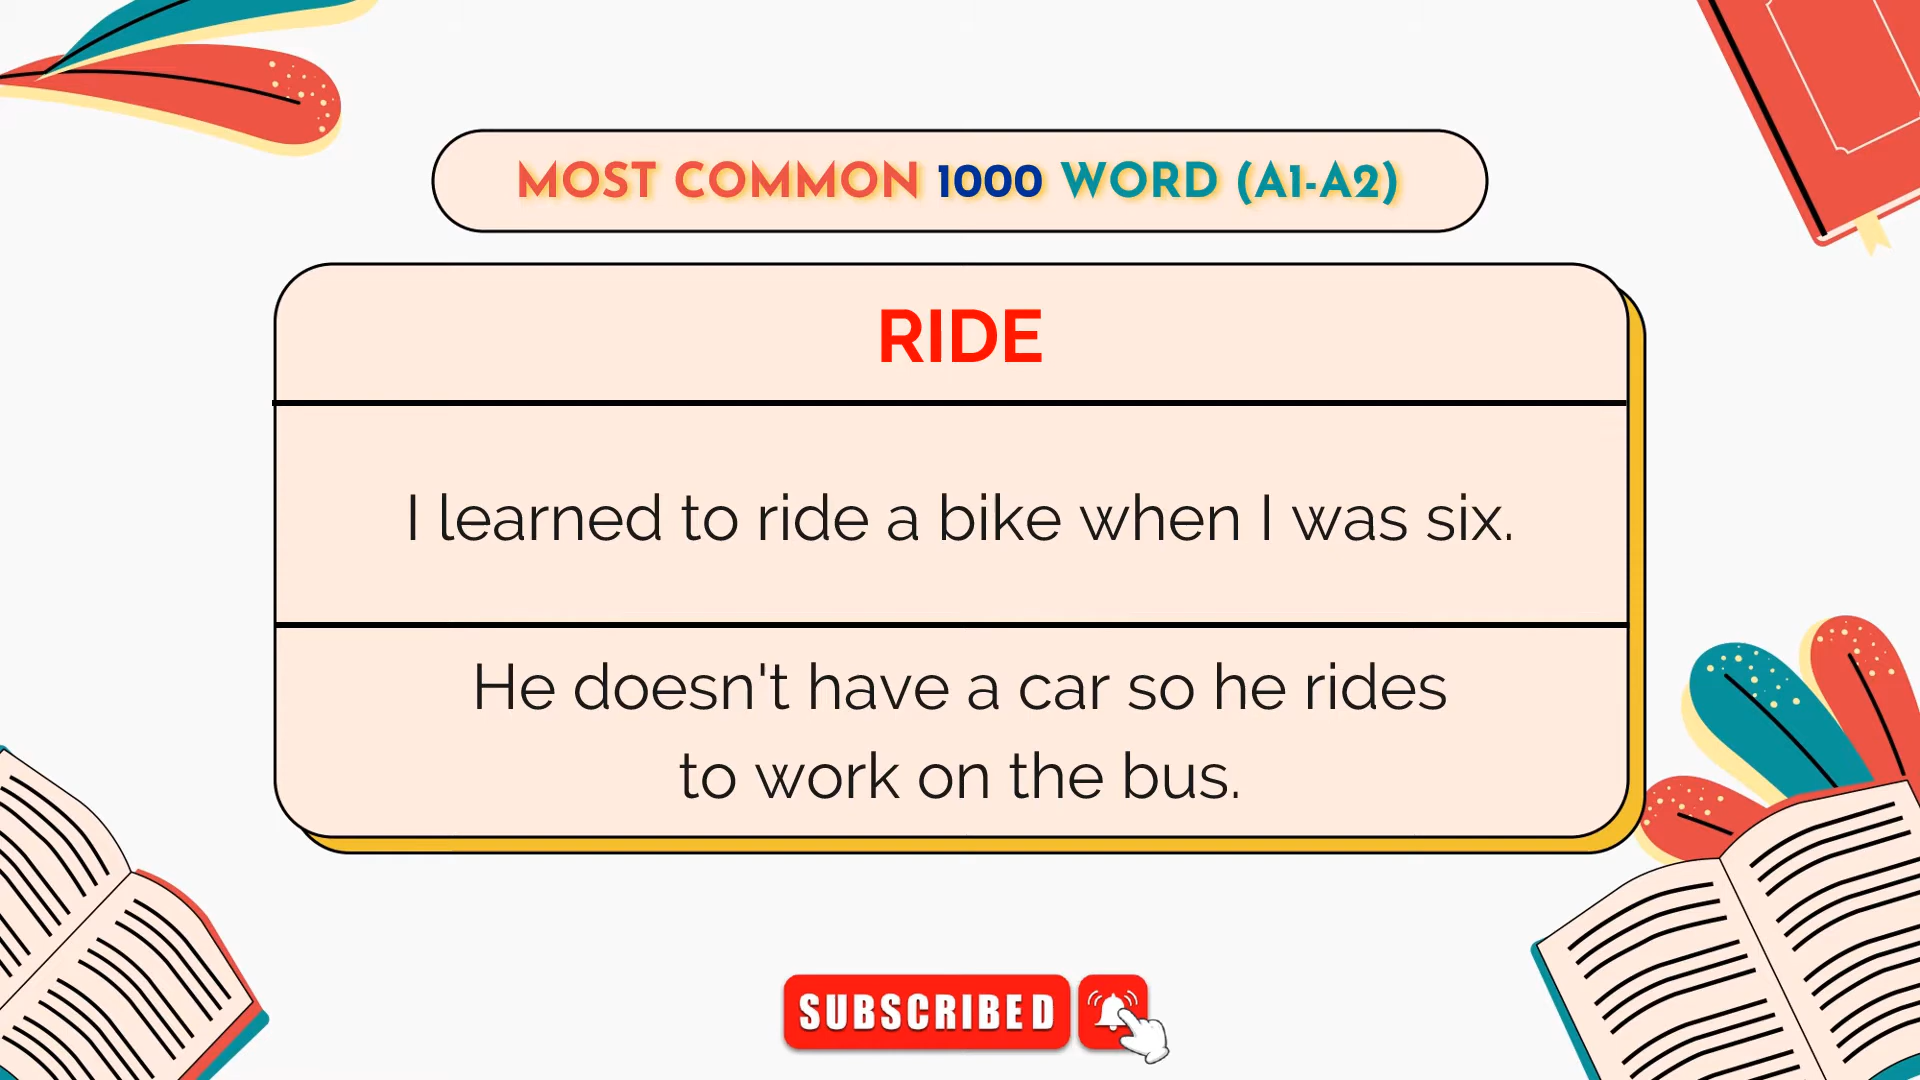 MOST COMMON 1000 WORD (A1-A2)
RIDE
I learned to ride a bike when I was six.
He doesn't have a car so he rides
to work on the bus.
SUBSCRIBED